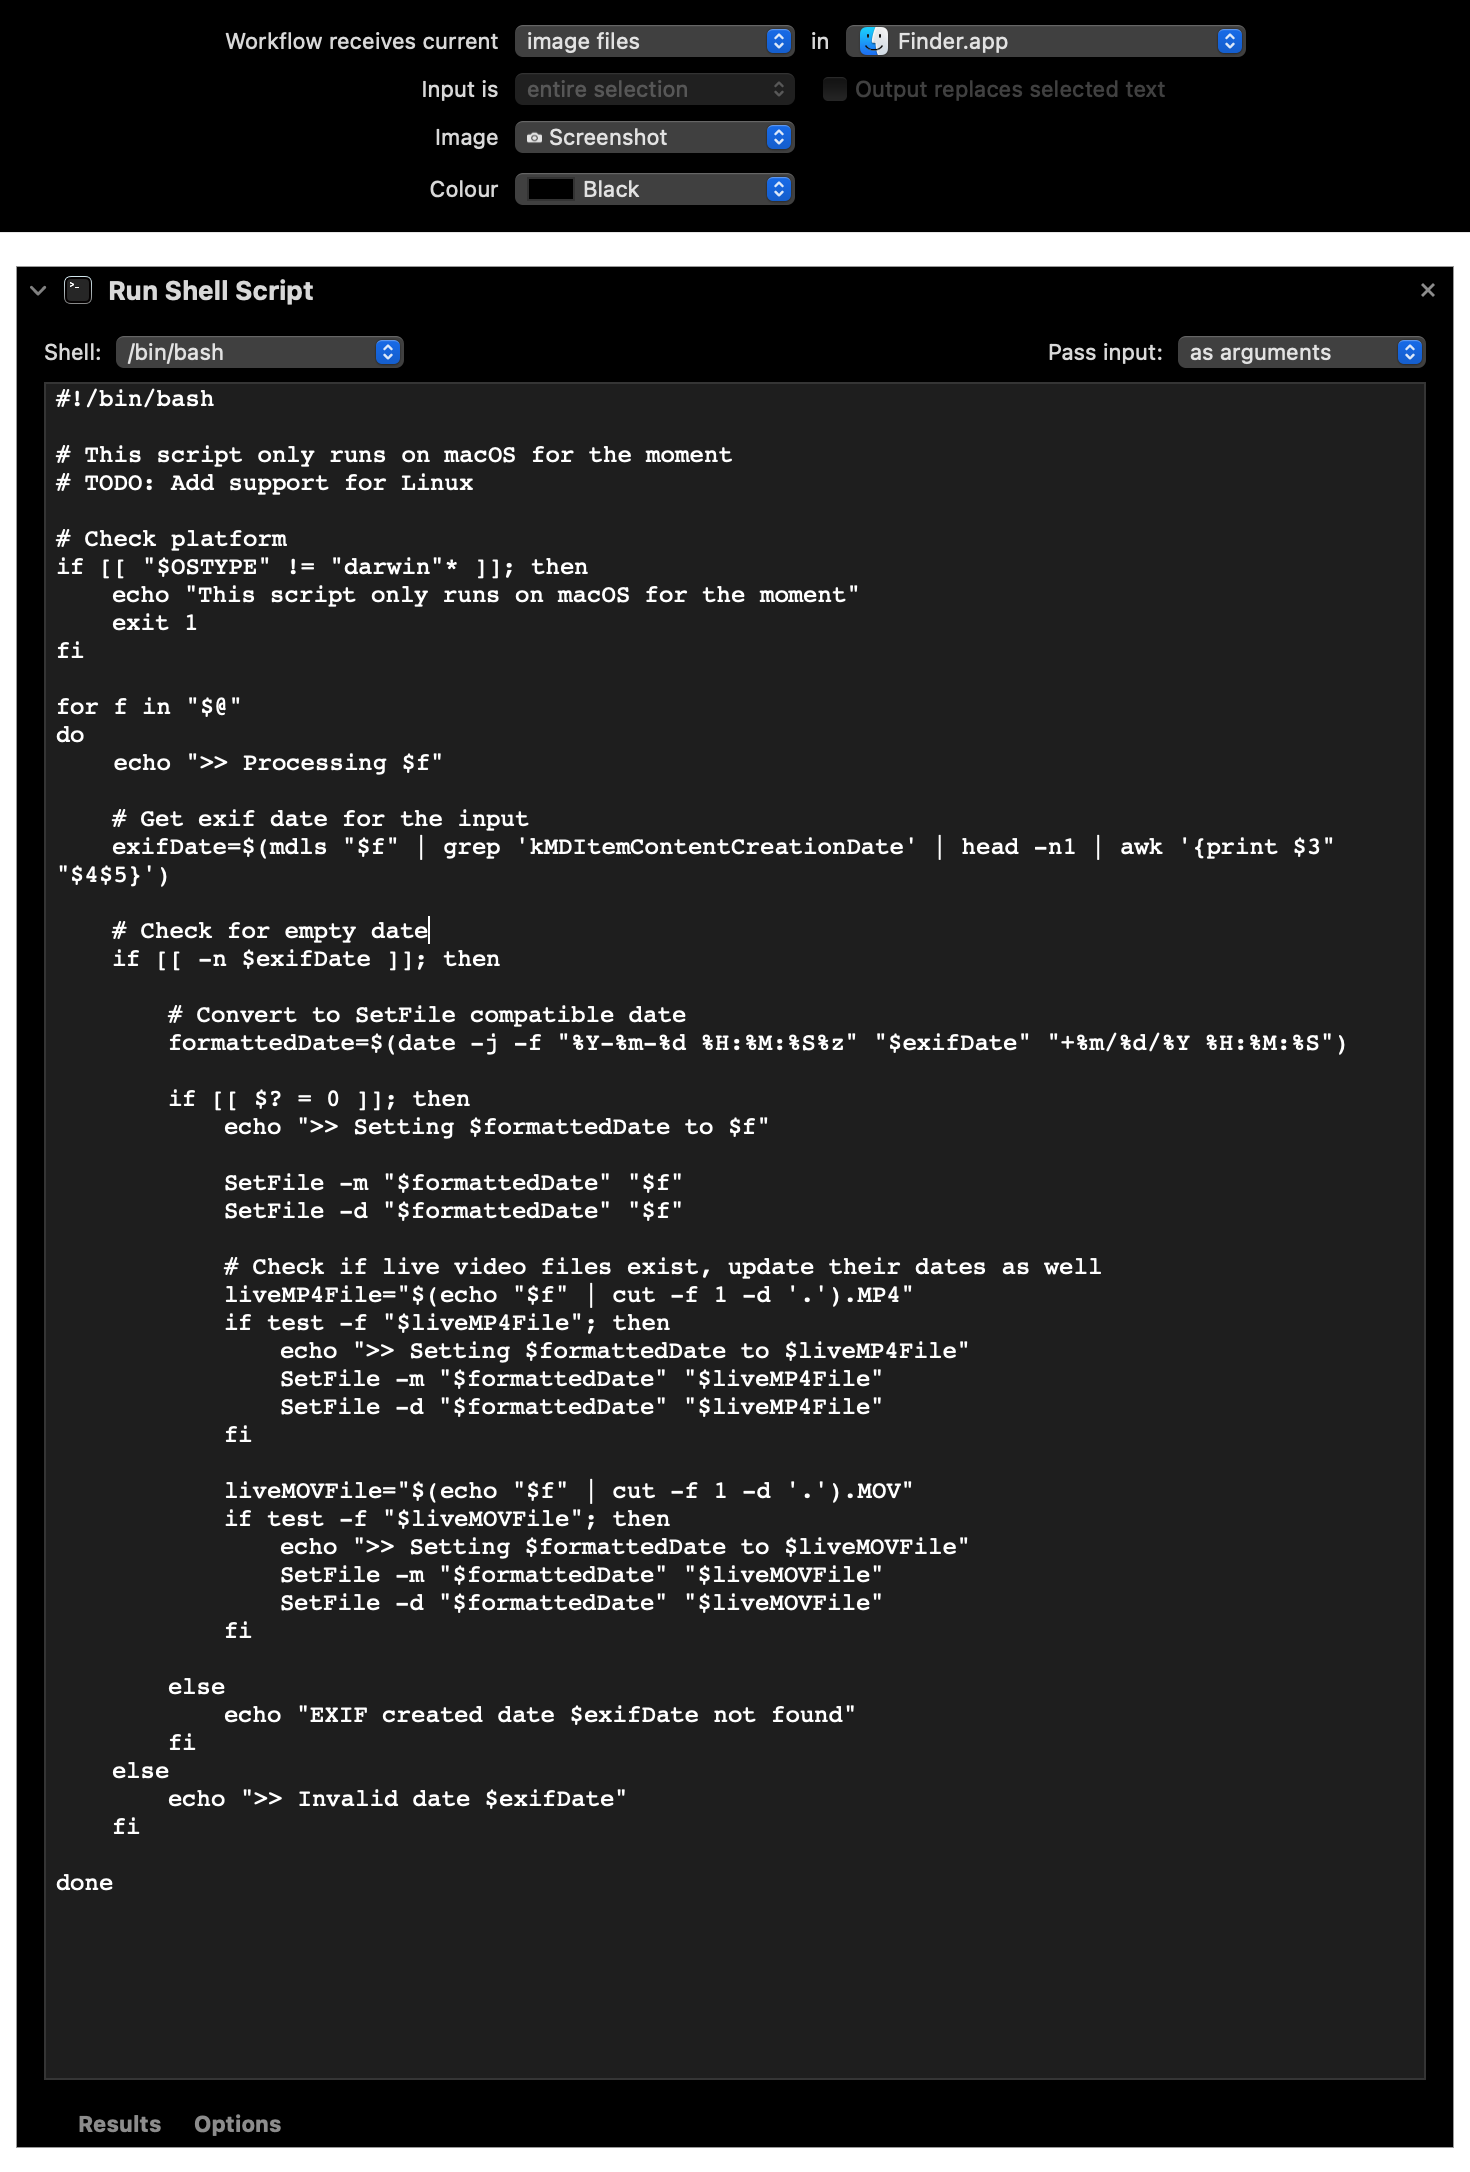 Workflow receives current image files in Finder.app
Input is entire selection Output replaces selected text
Image Screenshot
Colour Black
Run Shell Script
Shell: /bin/bash Pass input: as arguments
#!/bin/bash
# This script only runs on macOS for the moment
# TODO: Add support for Linux
# Check platform
if [[ "$OSTYPE" != "darwin"* ]]; then
    echo "This script only runs on macOS for the moment"
    exit 1
fi
for f in "$@"
do
    echo ">> Processing $f"
    # Get exif date for the input
    exifDate=$(mdls "$f" | grep 'kMDItemContentCreationDate' | head -n1 | awk '{print $3"
"$4$5}')
    # Check for empty date
    if [[ -n $exifDate ]]; then
        # Convert to SetFile compatible date
        formattedDate=$(date -j -f "%Y-%m-%d %H:%M:%S%z" "$exifDate" "+%m/%d/%Y %H:%M:%S")
        if [[ $? = 0 ]]; then
            echo ">> Setting $formattedDate to $f"
            SetFile -m "$formattedDate" "$f"
            SetFile -d "$formattedDate" "$f"
            # Check if live video files exist, update their dates as well
            liveMP4File="$(echo "$f" | cut -f 1 -d '.').MP4"
            if test -f "$liveMP4File"; then
                echo ">> Setting $formattedDate to $liveMP4File"
                SetFile -m "$formattedDate" "$liveMP4File"
                SetFile -d "$formattedDate" "$liveMP4File"
            fi
            liveMOVFile="$(echo "$f" | cut -f 1 -d '.').MOV"
            if test -f "$liveMOVFile"; then
                echo ">> Setting $formattedDate to $liveMOVFile"
                SetFile -m "$formattedDate" "$liveMOVFile"
                SetFile -d "$formattedDate" "$liveMOVFile"
            fi
        else
            echo "EXIF created date $exifDate not found"
        fi
    else
        echo ">> Invalid date $exifDate"
    fi
done
Results Options